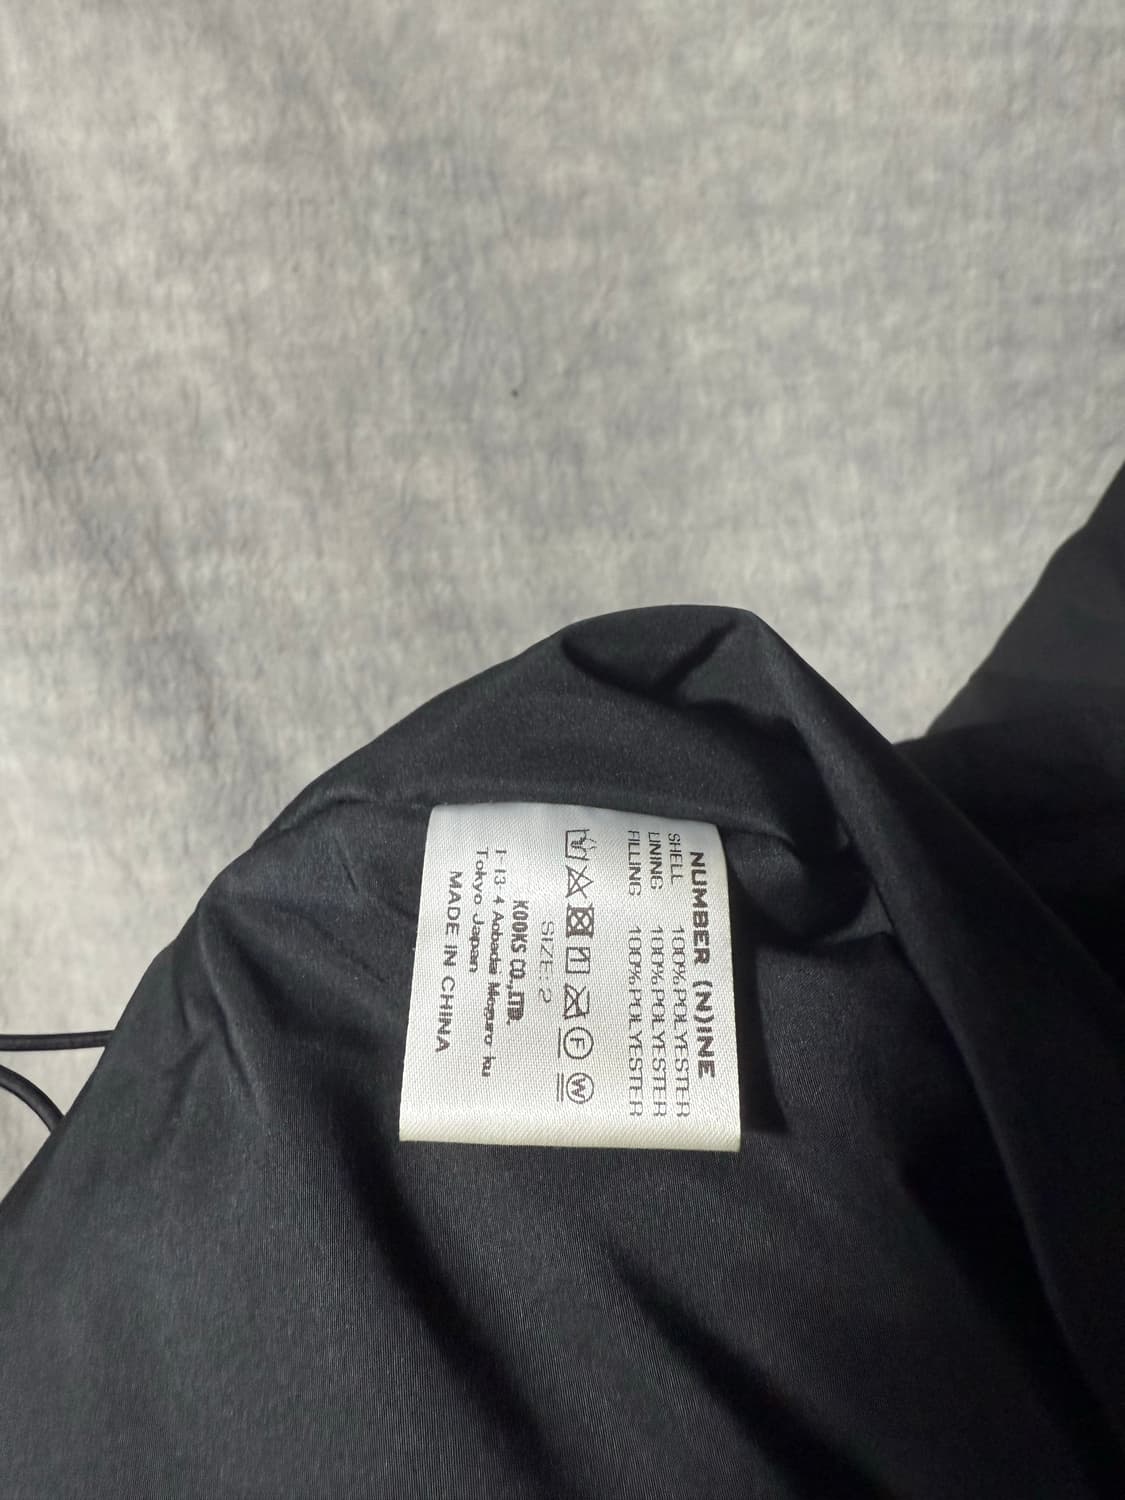 NUMBER (N)INE
SHELL 100%POLYESTER
LINING 100%POLYESTER
FILLING 100%POLYESTER
F W
SIZE:2
KOOKS CO.,LTD.
1-13-4 Aobadai Meguro ku
Tokyo Japan
MADE IN CHINA